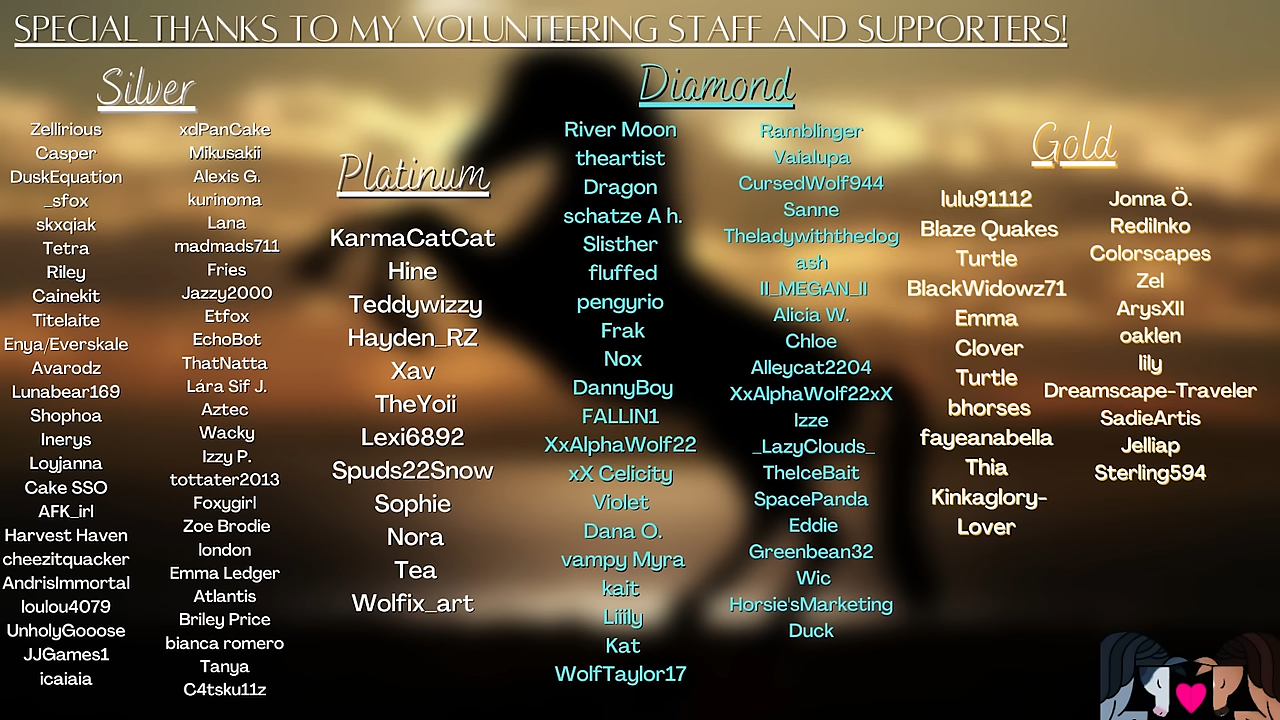 SPECIAL THANKS TO MY VOLUNTEERING STAFF AND SUPPORTERS!
Silver
Zellirious
Casper
DuskEquation
_sfox
skxqiak
Tetra
Riley
Cainekit
Titelaite
Enya/Everskale
Avarodz
Lunabear169
Shophoa
Inerys
Loyjanna
Cake SSO
AFK_irl
Harvest Haven
cheezitquacker
AndrisImmortal
loulou4079
UnholyGooose
JJGames1
icaiaia
xdPanCake
Mikusakii
Alexis G.
kurinoma
Lana
madmads711
Fries
Jazzy2000
Etfox
EchoBot
ThatNatta
Lára Sif J.
Aztec
Wacky
Izzy P.
tottater2013
Foxygirl
Zoe Brodie
london
Emma Ledger
Atlantis
Briley Price
bianca romero
Tanya
C4tsku11z
Platinum
KarmaCatCat
Hine
Teddywizzy
Hayden_RZ
Xav
TheYoii
Lexi6892
Spuds22Snow
Sophie
Nora
Tea
Wolfix_art
Diamond
River Moon
theartist
Dragon
schatze A h.
Slisther
fluffed
pengyrio
Frak
Nox
DannyBoy
FALLIN1
XxAlphaWolf22
xX Celicity
Violet
Dana O.
vampy Myra
kait
Liiily
Kat
WolfTaylor17
Ramblinger
Vaialupa
CursedWolf944
Sanne
Theladywiththedog
ash
II_MEGAN_II
Alicia W.
Chloe
Alleycat2204
XxAlphaWolf22xX
Izze
_LazyClouds_
TheIceBait
SpacePanda
Eddie
Greenbean32
Wic
Horsie'sMarketing
Duck
Gold
lulu91112
Blaze Quakes
Turtle
BlackWidowz71
Emma
Clover
Turtle
bhorses
fayeanabella
Thia
Kinkaglory-
Lover
Jonna Ö.
Redilnko
Colorscapes
Zel
ArysXII
oaklen
lily
Dreamscape-Traveler
SadieArtis
Jelliap
Sterling594